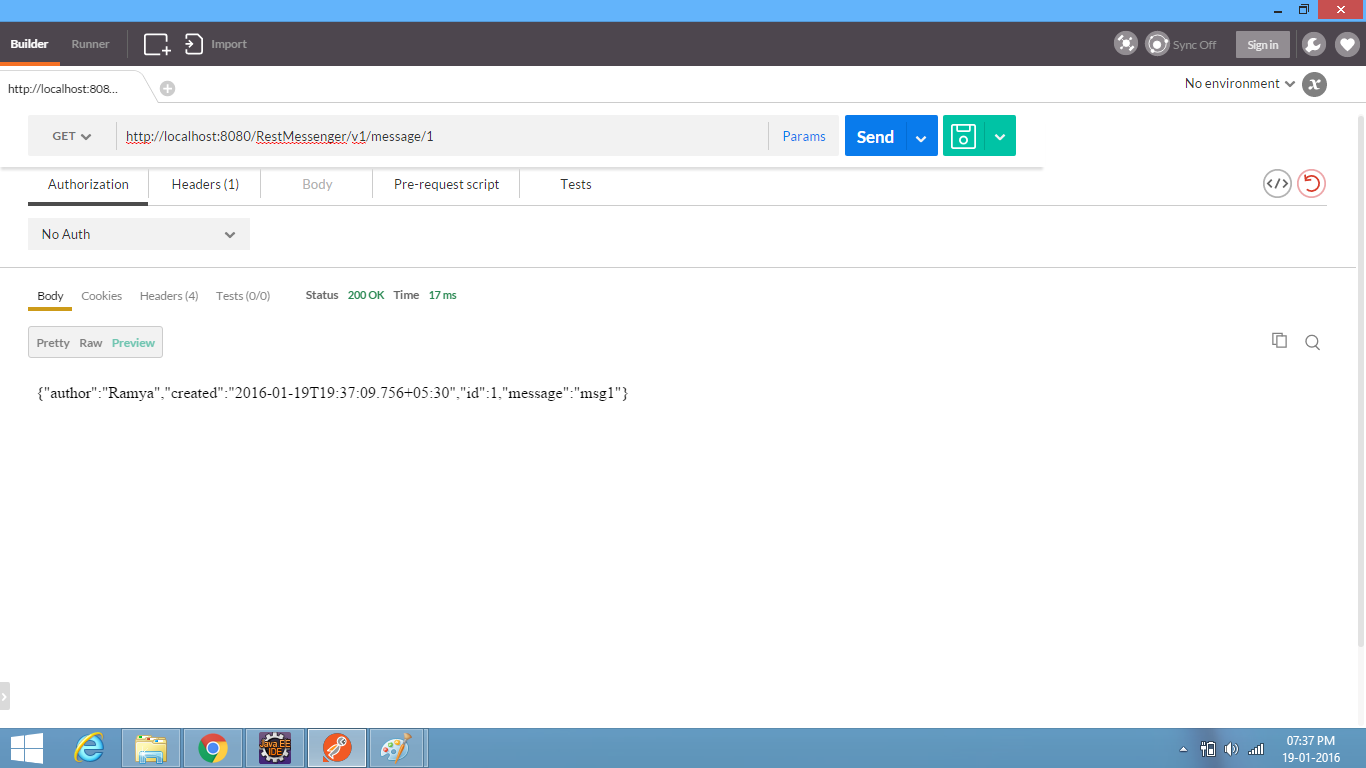 Builder Runner Import Sync Off Sign in
http://localhost:808... No environment
GET http://localhost:8080/RestMessenger/v1/message/1 Params Send
Authorization Headers (1) Body Pre-request script Tests
No Auth
Body Cookies Headers (4) Tests (0/0) Status 200 OK Time 17 ms
Pretty Raw Preview
{"author":"Ramya","created":"2016-01-19T19:37:09.756+05:30","id":1,"message":"msg1"}
Java EE
IDE
07:37 PM
19-01-2016